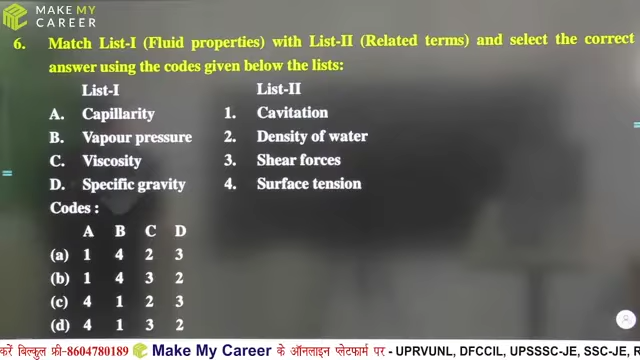 MAKE MY
CAREER
6. Match List-I (Fluid properties) with List-II (Related terms) and select the correct
answer using the codes given below the lists:
List-I List-II
A. Capillarity 1. Cavitation
B. Vapour pressure 2. Density of water
C. Viscosity 3. Shear forces
D. Specific gravity 4. Surface tension
Codes :
A B C D
(a) 1 4 2 3
(b) 1 4 3 2
(c) 4 1 2 3
(d) 4 1 3 2
करें बिल्कुल फ्री-8604780189 Make My Career के ऑनलाइन प्लेटफार्म पर - UPRVUNL, DFCCIL, UPSSSC-JE, SSC-JE,